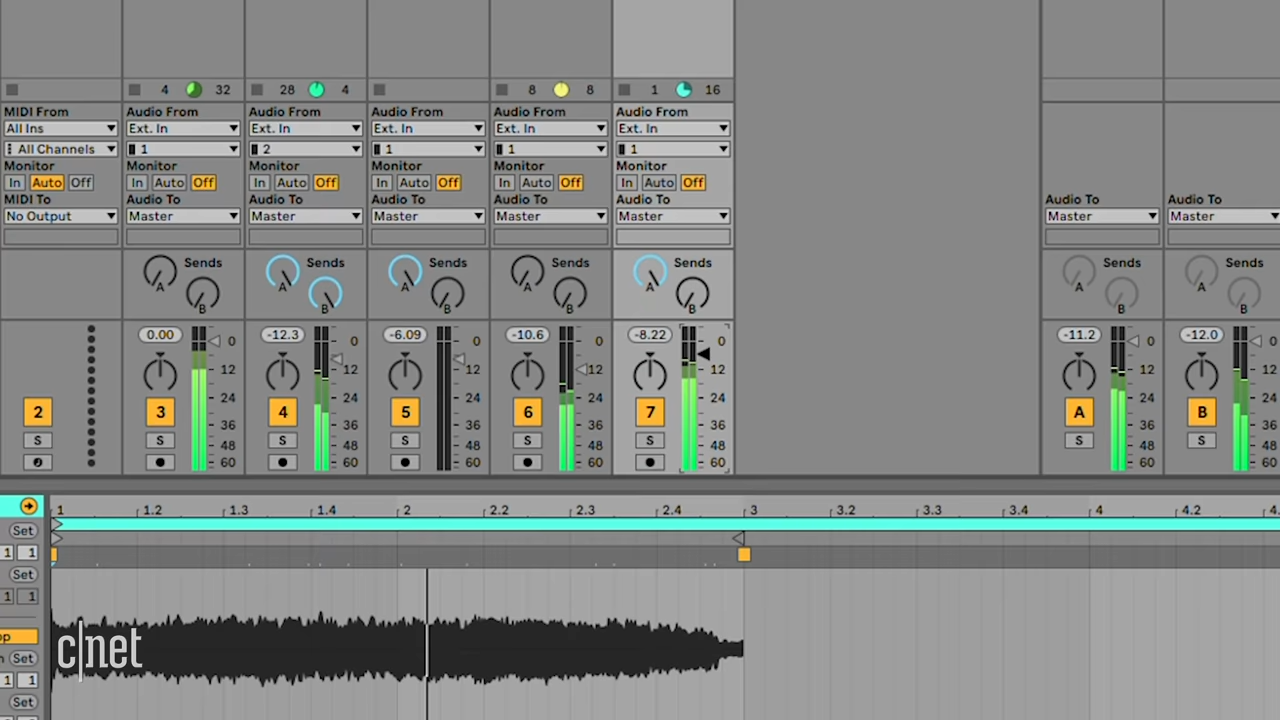 4 32 28 4 8 8 1 16
MIDI From Audio From Audio From Audio From Audio From Audio From
All Ins Ext. In Ext. In Ext. In Ext. In Ext. In
All Channels 1 2 1 1 1
Monitor Monitor Monitor Monitor Monitor Monitor
In Auto Off In Auto Off In Auto Off In Auto Off In Auto Off In Auto Off
MIDI To Audio To Audio To Audio To Audio To Audio To Audio To Audio To
No Output Master Master Master Master Master Master Master
Sends Sends Sends Sends Sends Sends Sends
A A A A A A A
B B B B B B B
0.00 0 -12.3 0 -6.09 0 -10.6 0 -8.22 0 -11.2 0 -12.0 0
12 12 12 12 12 12 12
24 24 24 24 24 24 24
2 3 4 5 6 7 A B
36 36 36 36 36 36 36
S S S S S S S S
48 48 48 48 48 48 48
60 60 60 60 60 60 60
1 1.2 1.3 1.4 2 2.2 2.3 2.4 3 3.2 3.3 3.4 4 4.2
Set
1 1
Set
1 1
op
Set
1 1
Set
c|net